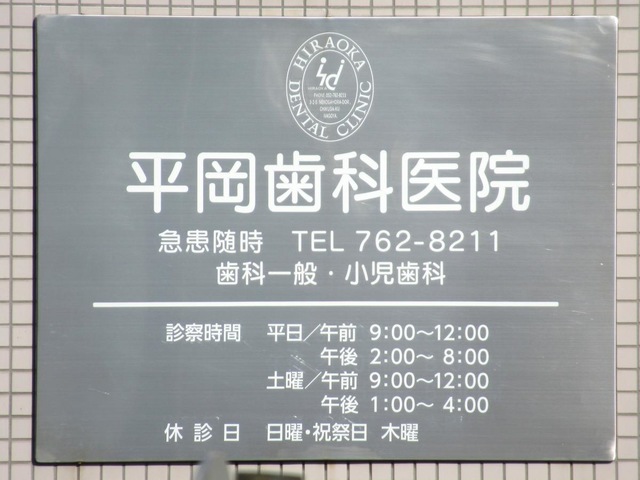 HIRAOKA
DENTAL CLINIC
平岡歯科医院
急患随時 TEL 762-8211
歯科一般・小児歯科
診察時間 平日/午前 9:00~12:00
午後 2:00~ 8:00
土曜/午前 9:00~12:00
午後 1:00~ 4:00
休診日 日曜・祝祭日 木曜